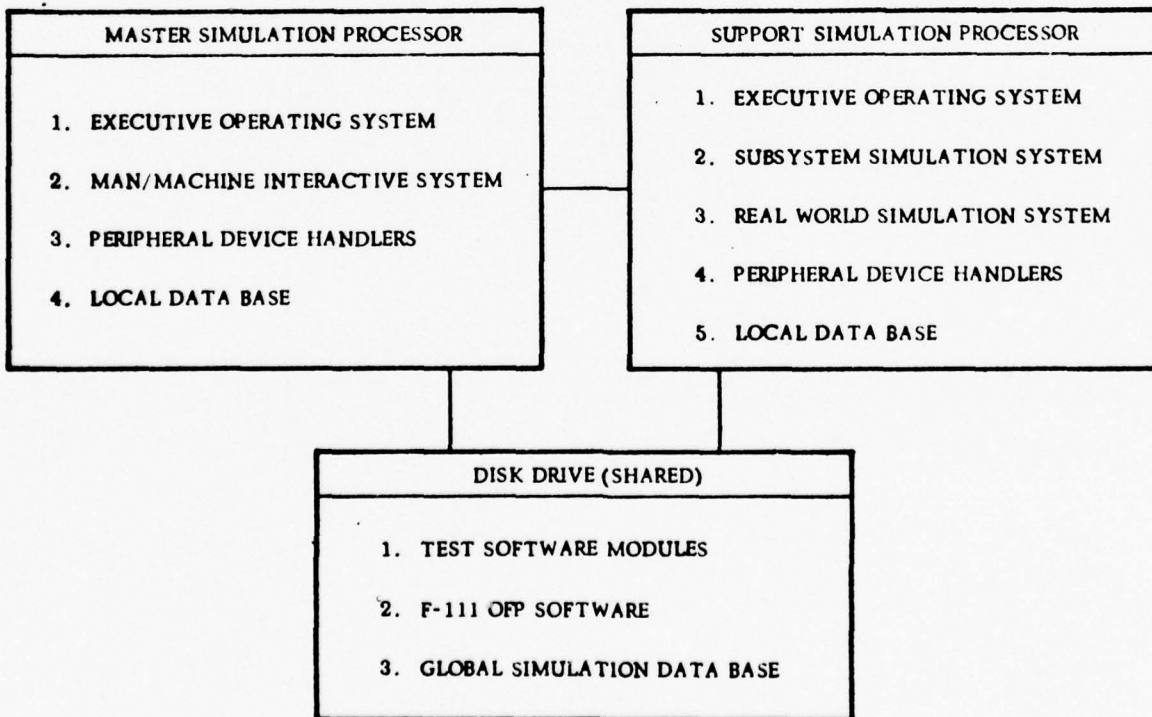 MASTER SIMULATION PROCESSOR
1. EXECUTIVE OPERATING SYSTEM
2. MAN/MACHINE INTERACTIVE SYSTEM
3. PERIPHERAL DEVICE HANDLERS
4. LOCAL DATA BASE
SUPPORT SIMULATION PROCESSOR
1. EXECUTIVE OPERATING SYSTEM
2. SUBSYSTEM SIMULATION SYSTEM
3. REAL WORLD SIMULATION SYSTEM
4. PERIPHERAL DEVICE HANDLERS
5. LOCAL DATA BASE
DISK DRIVE (SHARED)
1. TEST SOFTWARE MODULES
2. F-111 OFP SOFTWARE
3. GLOBAL SIMULATION DATA BASE